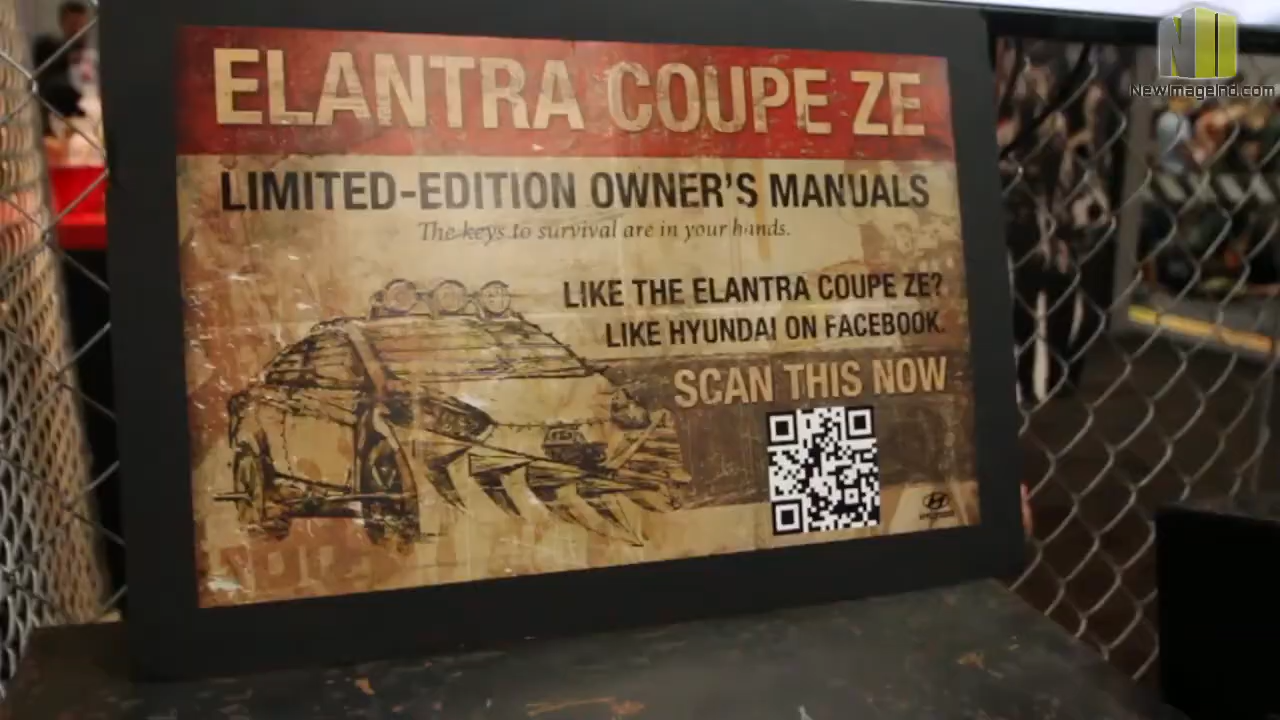 NewImageInd.com
ELANTRA COUPE ZE
LIMITED-EDITION OWNER'S MANUALS
The keys to survival are in your hands.
LIKE THE ELANTRA COUPE ZE?
LIKE HYUNDAI ON FACEBOOK.
SCAN THIS NOW